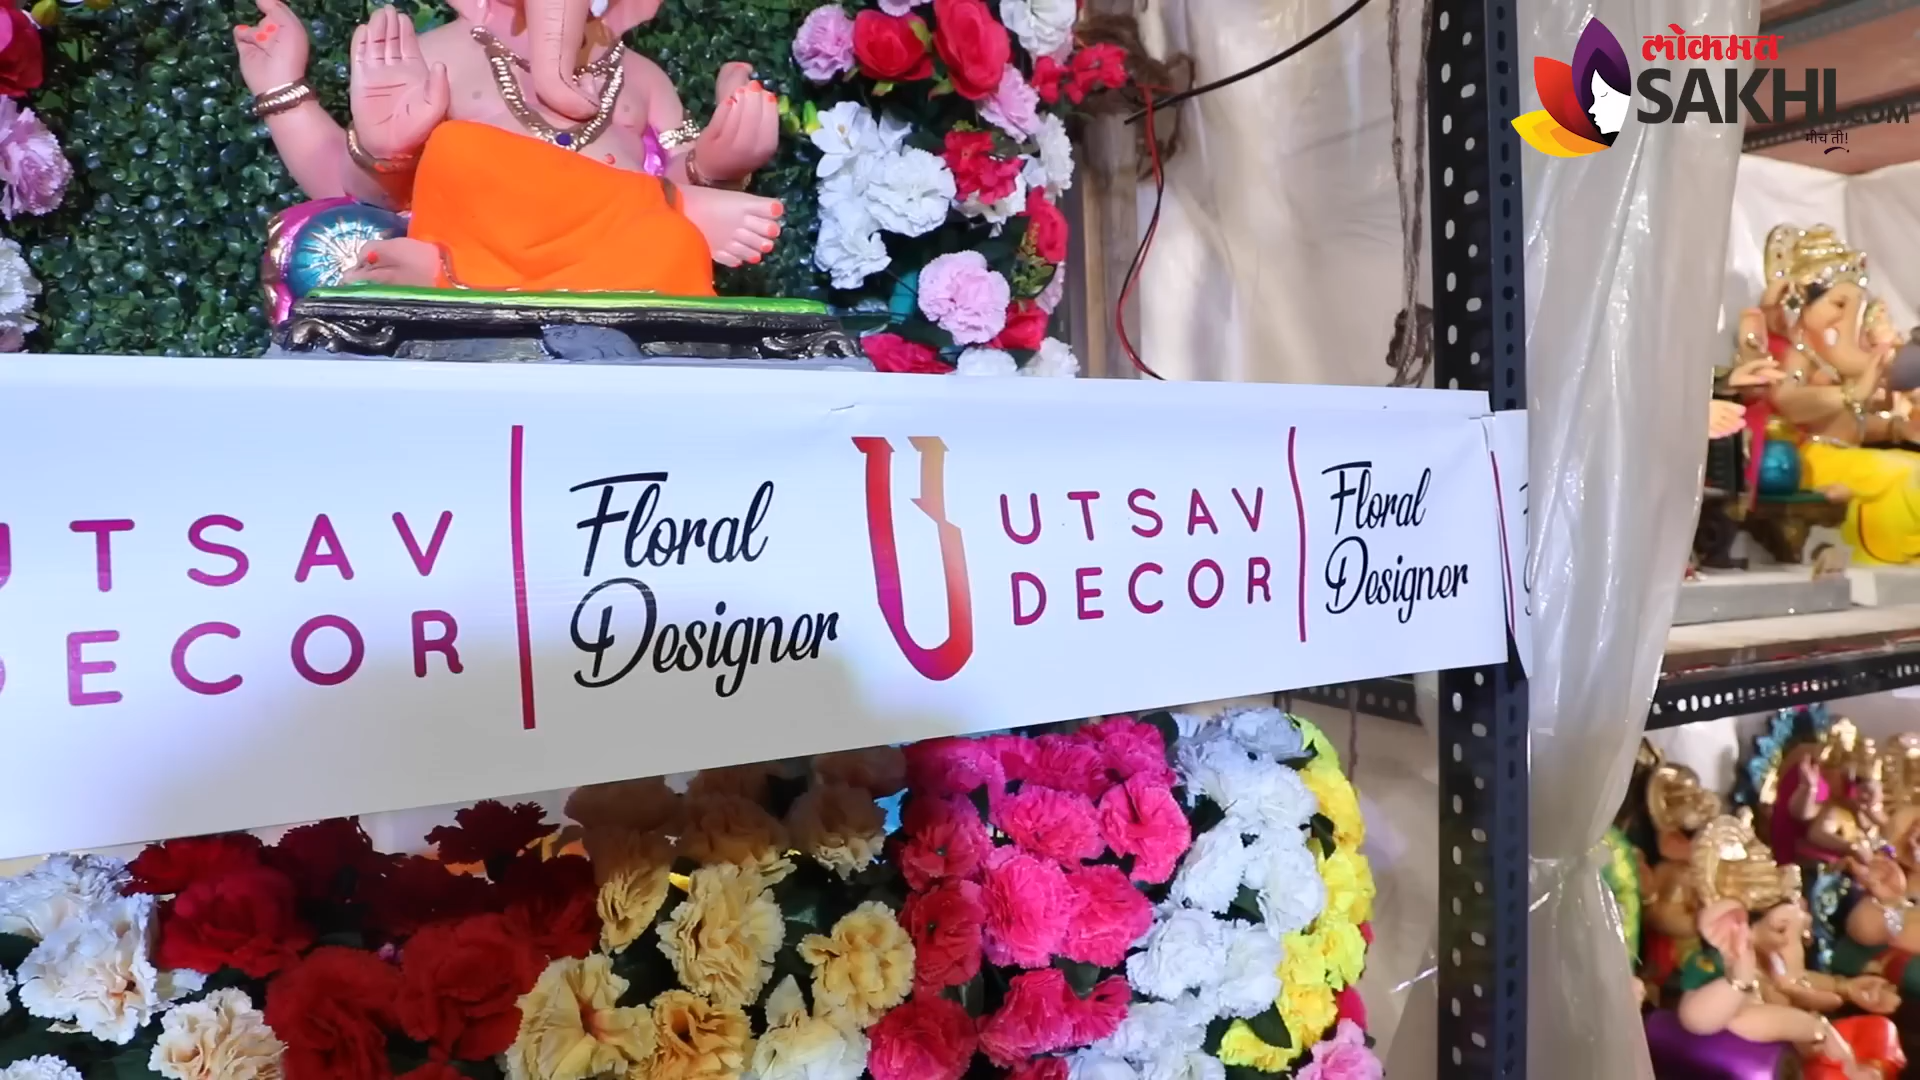 लोकमत
SAKHI.COM
मीच ती!
UTSAV
DECOR
Floral
Designer
UTSAV
DECOR
Floral
Designer